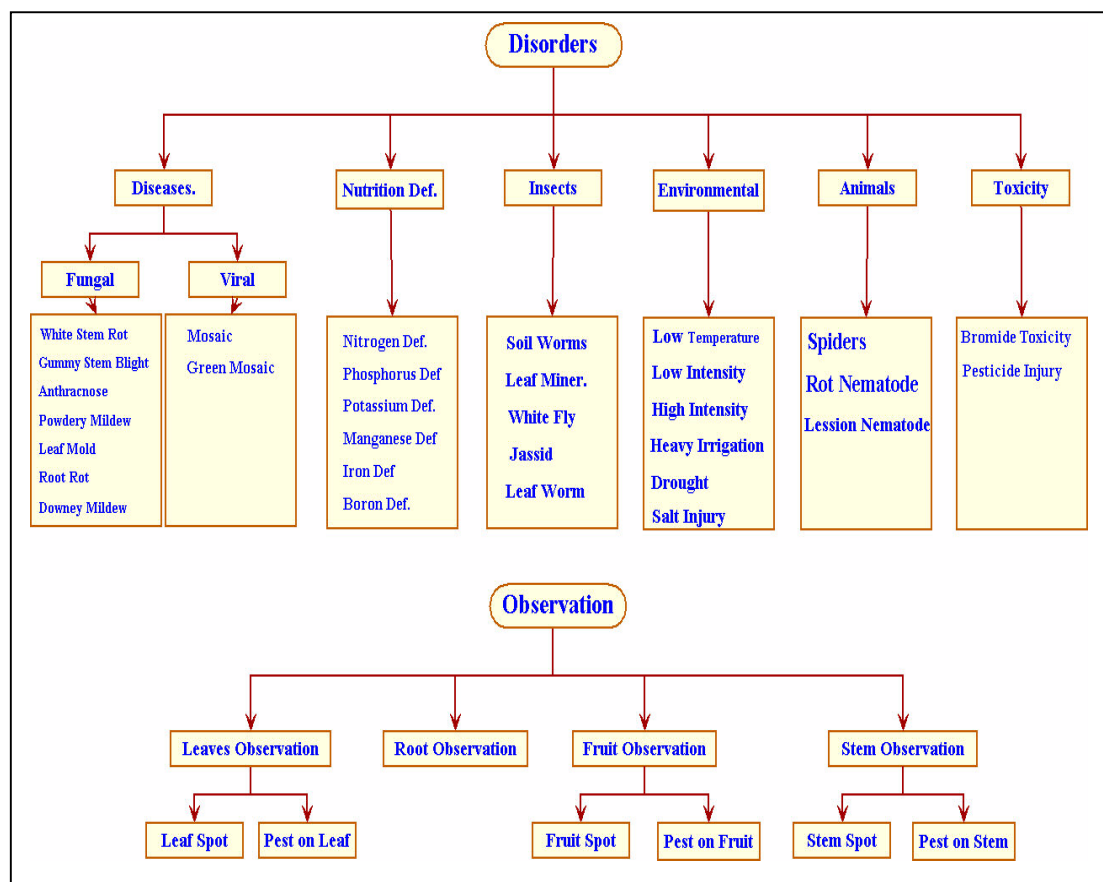 Disorders
Diseases.
Nutrition Def.
Insects
Environmental
Animals
Toxicity
Fungal
Viral
White Stem Rot
Gummy Stem Blight
Anthracnose
Powdery Mildew
Leaf Mold
Root Rot
Downey Mildew
Mosaic
Green Mosaic
Nitrogen Def.
Phosphorus Def
Potassium Def.
Manganese Def
Iron Def
Boron Def.
Soil Worms
Leaf Miner.
White Fly
Jassid
Leaf Worm
Low Temperature
Low Intensity
High Intensity
Heavy Irrigation
Drought
Salt Injury
Spiders
Rot Nematode
Lession Nematode
Bromide Toxicity
Pesticide Injury
Observation
Leaves Observation
Root Observation
Fruit Observation
Stem Observation
Leaf Spot
Pest on Leaf
Fruit Spot
Pest on Fruit
Stem Spot
Pest on Stem